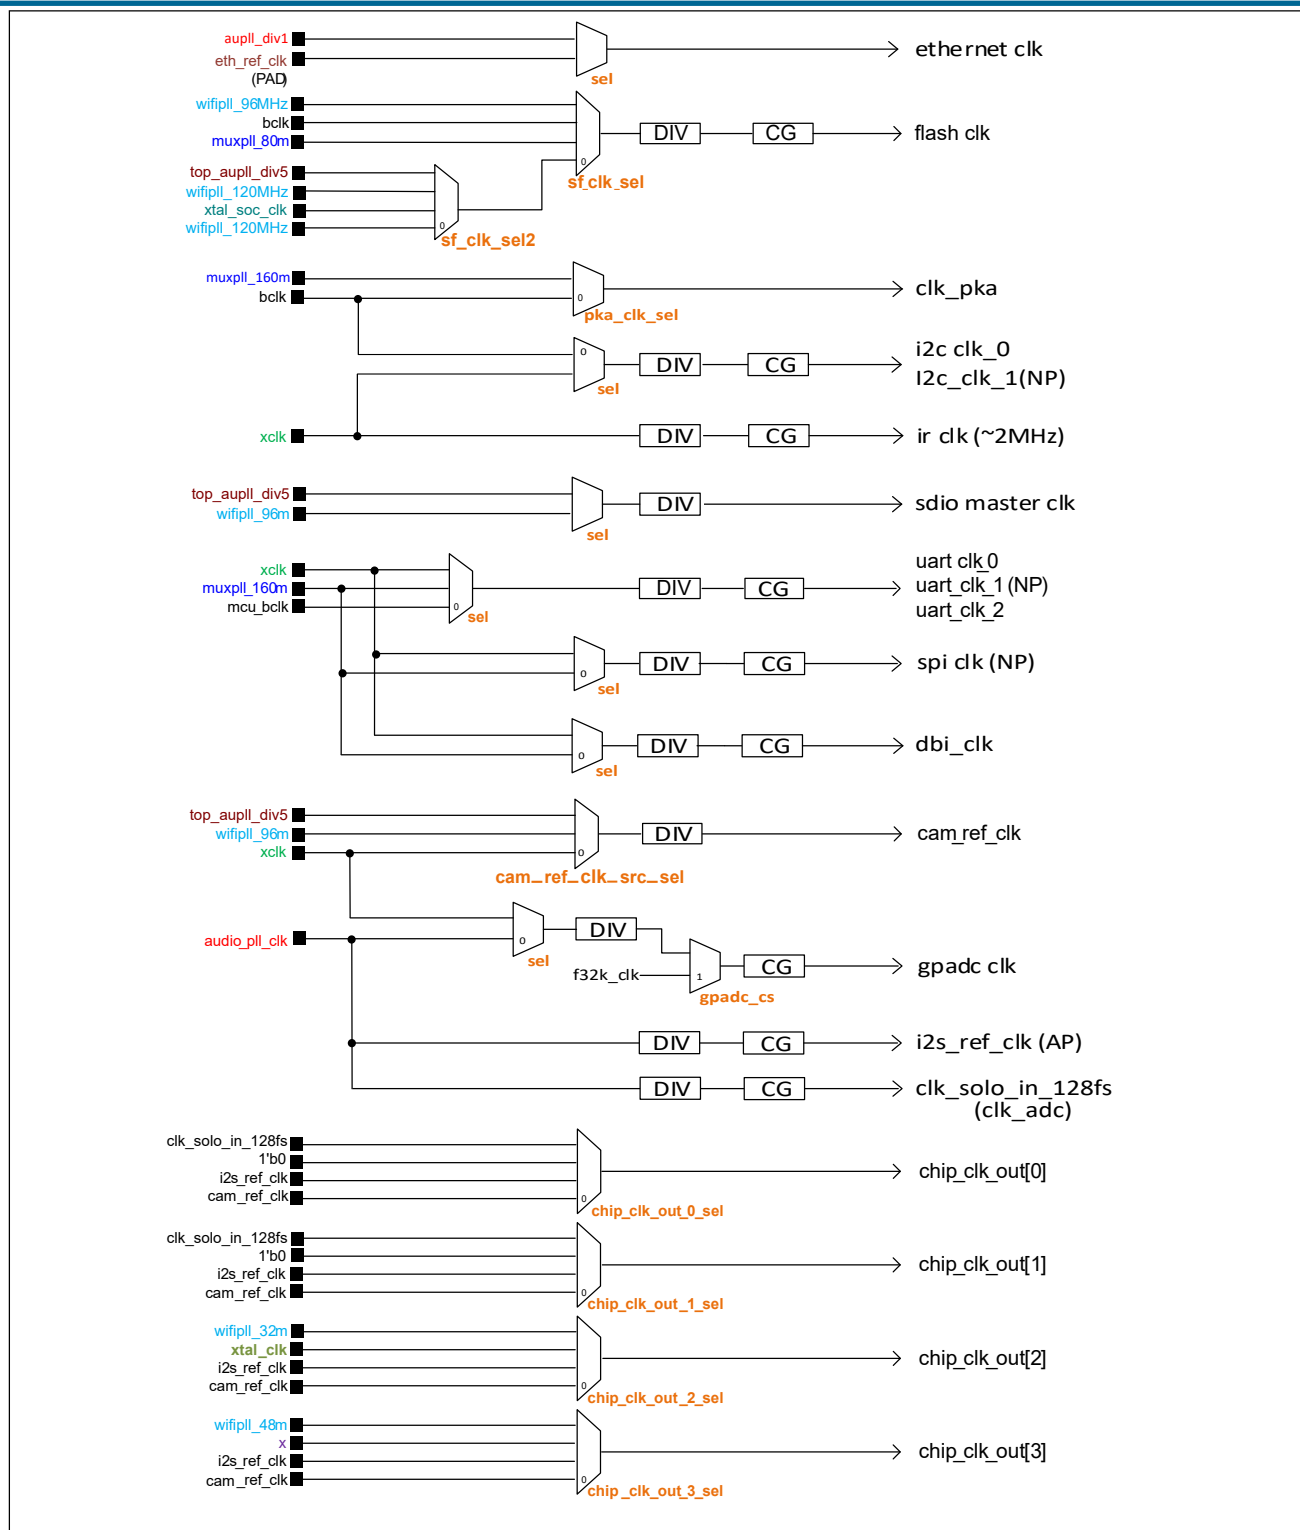 aupll_div1
eth_ref_clk
(PAD)
sel
ethernet clk
wifipll_96MHz
bclk
muxpll_80m
0
sf_clk_sel
DIV
CG
flash clk
top_aupll_div5
wifipll_120MHz
xtal_soc_clk
wifipll_120MHz
0
sf_clk_sel2
muxpll_160m
bclk
0
pka_clk_sel
clk_pka
0
sel
DIV
CG
i2c clk_0
I2c_clk_1(NP)
xclk
DIV
CG
ir clk (~2MHz)
top_aupll_div5
wifipll_96m
sel
DIV
sdio master clk
xclk
muxpll_160m
mcu_bclk
0
sel
DIV
CG
uart clk_0
uart_clk_1 (NP)
uart_clk_2
0
sel
DIV
CG
spi clk (NP)
0
sel
DIV
CG
dbi_clk
top_aupll_div5
wifipll_96m
xclk
0
cam_ref_clk_src_sel
DIV
cam_ref_clk
audio_pll_clk
0
sel
DIV
f32k_clk
1
gpadc_cs
CG
gpadc clk
DIV
CG
i2s_ref_clk (AP)
DIV
CG
clk_solo_in_128fs
(clk_adc)
clk_solo_in_128fs
1'b0
i2s_ref_clk
cam_ref_clk
0
chip_clk_out_0_sel
chip_clk_out[0]
clk_solo_in_128fs
1'b0
i2s_ref_clk
cam_ref_clk
0
chip_clk_out_1_sel
chip_clk_out[1]
wifipll_32m
xtal_clk
i2s_ref_clk
cam_ref_clk
0
chip_clk_out_2_sel
chip_clk_out[2]
wifipll_48m
x
i2s_ref_clk
cam_ref_clk
0
chip_clk_out_3_sel
chip_clk_out[3]